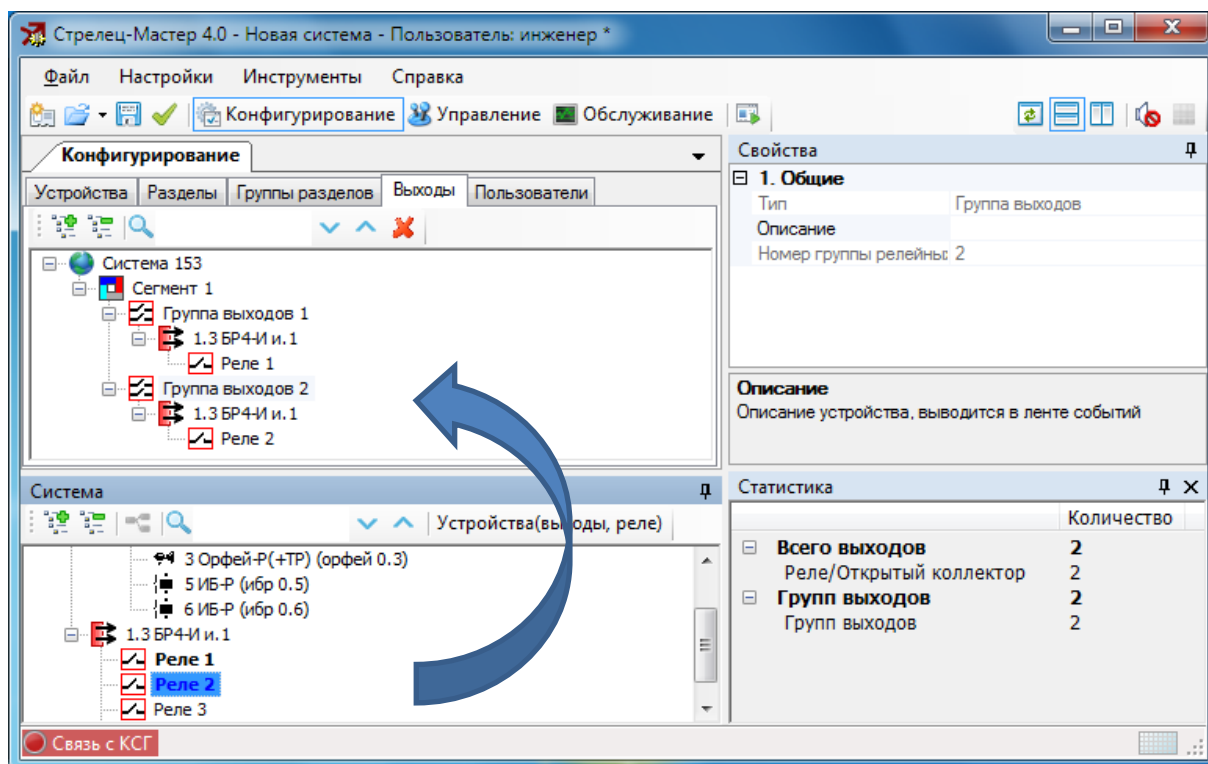 Стрелец-Мастер 4.0 - Новая система - Пользователь: инженер *
Файл Настройки Инструменты Справка
Конфигурирование Управление Обслуживание
Конфигурирование
Устройства Разделы Группы разделов Выходы Пользователи
Система 153
Сегмент 1
Группа выходов 1
1.3 БР4-И и.1
Реле 1
Группа выходов 2
1.3 БР4-И и.1
Реле 2
Свойства
1. Общие
Тип Группа выходов
Описание
Номер группы релейных 2
Описание
Описание устройства, выводится в ленте событий
Система
Устройства(выходы, реле)
3 Орфей-Р(+ТР) (орфей 0.3)
5 ИБ-Р (ибр 0.5)
6 ИБ-Р (ибр 0.6)
1.3 БР4-И и.1
Реле 1
Реле 2
Реле 3
Статистика
Количество
Всего выходов 2
Реле/Открытый коллектор 2
Групп выходов 2
Групп выходов 2
Связь с КСГ